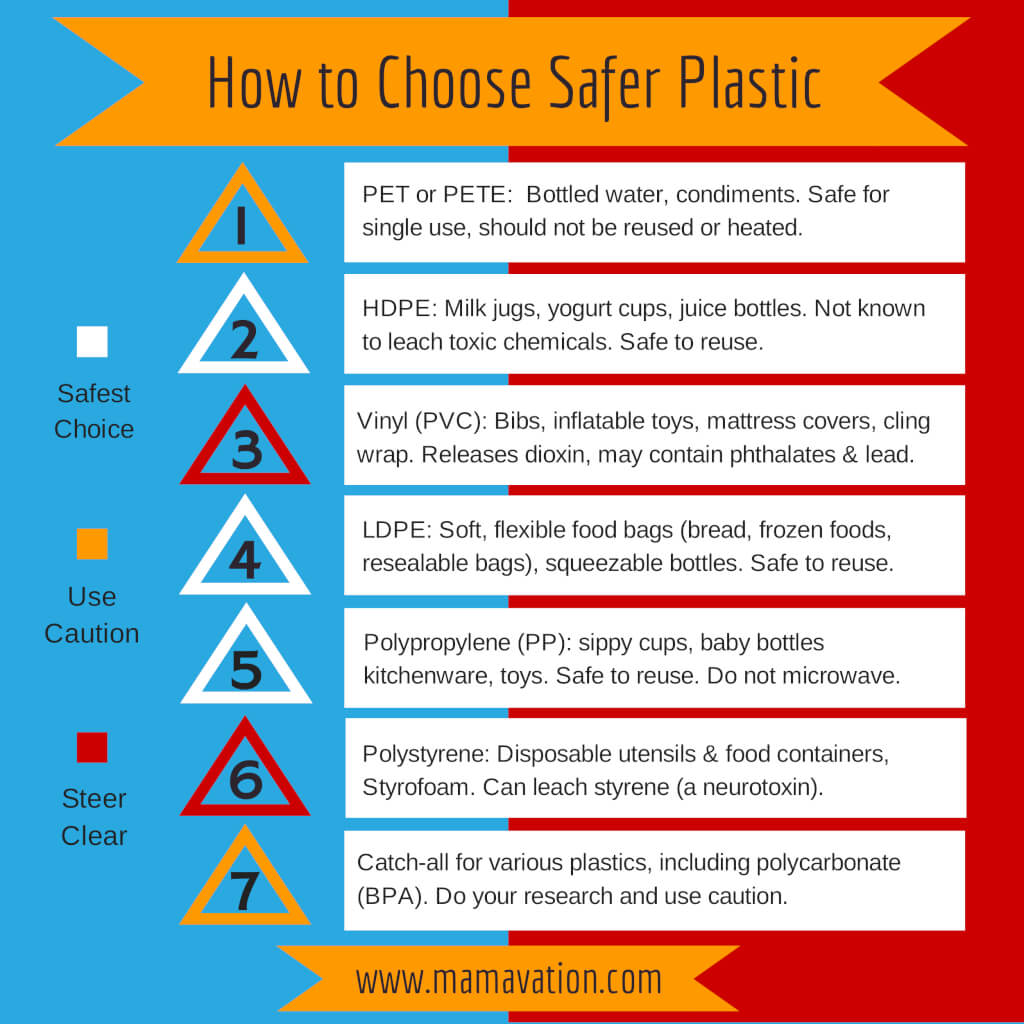 How to Choose Safer Plastic
1
PET or PETE:  Bottled water, condiments. Safe for
single use, should not be reused or heated.
2
HDPE: Milk jugs, yogurt cups, juice bottles. Not known
to leach toxic chemicals. Safe to reuse.
Safest
Choice
3
Vinyl (PVC): Bibs, inflatable toys, mattress covers, cling
wrap. Releases dioxin, may contain phthalates & lead.
4
LDPE: Soft, flexible food bags (bread, frozen foods,
resealable bags), squeezable bottles. Safe to reuse.
Use
Caution
5
Polypropylene (PP): sippy cups, baby bottles
kitchenware, toys. Safe to reuse. Do not microwave.
6
Polystyrene: Disposable utensils & food containers,
Styrofoam. Can leach styrene (a neurotoxin).
Steer
Clear
7
Catch-all for various plastics, including polycarbonate
(BPA). Do your research and use caution.
www.mamavation.com